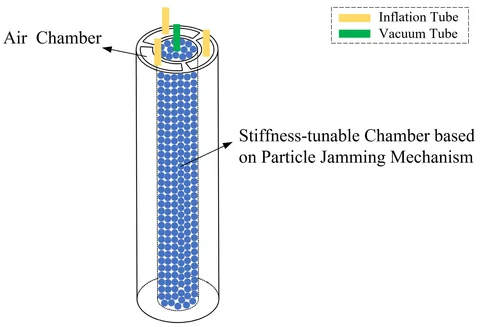 Inflation Tube
Vacuum Tube
Air Chamber
Stiffness-tunable Chamber based
on Particle Jamming Mechanism